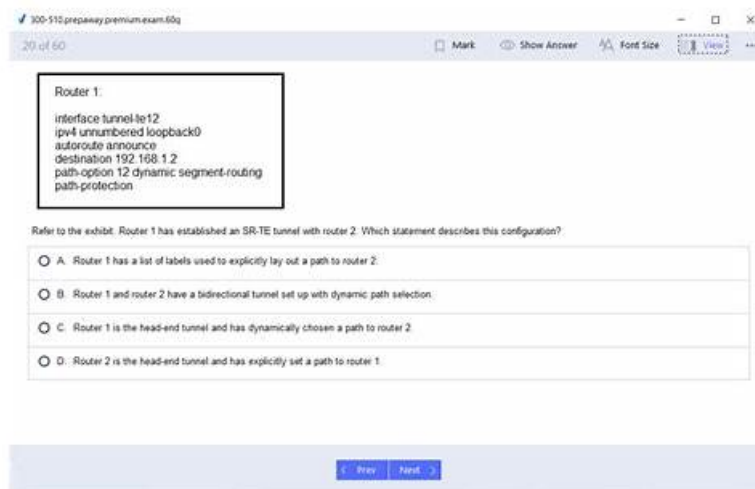 300-510.prepaway.premium.exam.60q
20 of 60
Mark
Show Answer
Font Size
View
Router 1:
interface tunnel-te12
ipv4 unnumbered loopback0
autoroute announce
destination 192.168.1.2
path-option 12 dynamic segment-routing
path-protection
Refer to the exhibit. Router 1 has established an SR-TE tunnel with router 2. Which statement describes this configuration?
A. Router 1 has a list of labels used to explicitly lay out a path to router 2.
B. Router 1 and router 2 have a bidirectional tunnel set up with dynamic path selection.
C. Router 1 is the head-end tunnel and has dynamically chosen a path to router 2.
D. Router 2 is the head-end tunnel and has explicitly set a path to router 1.
Prev
Next